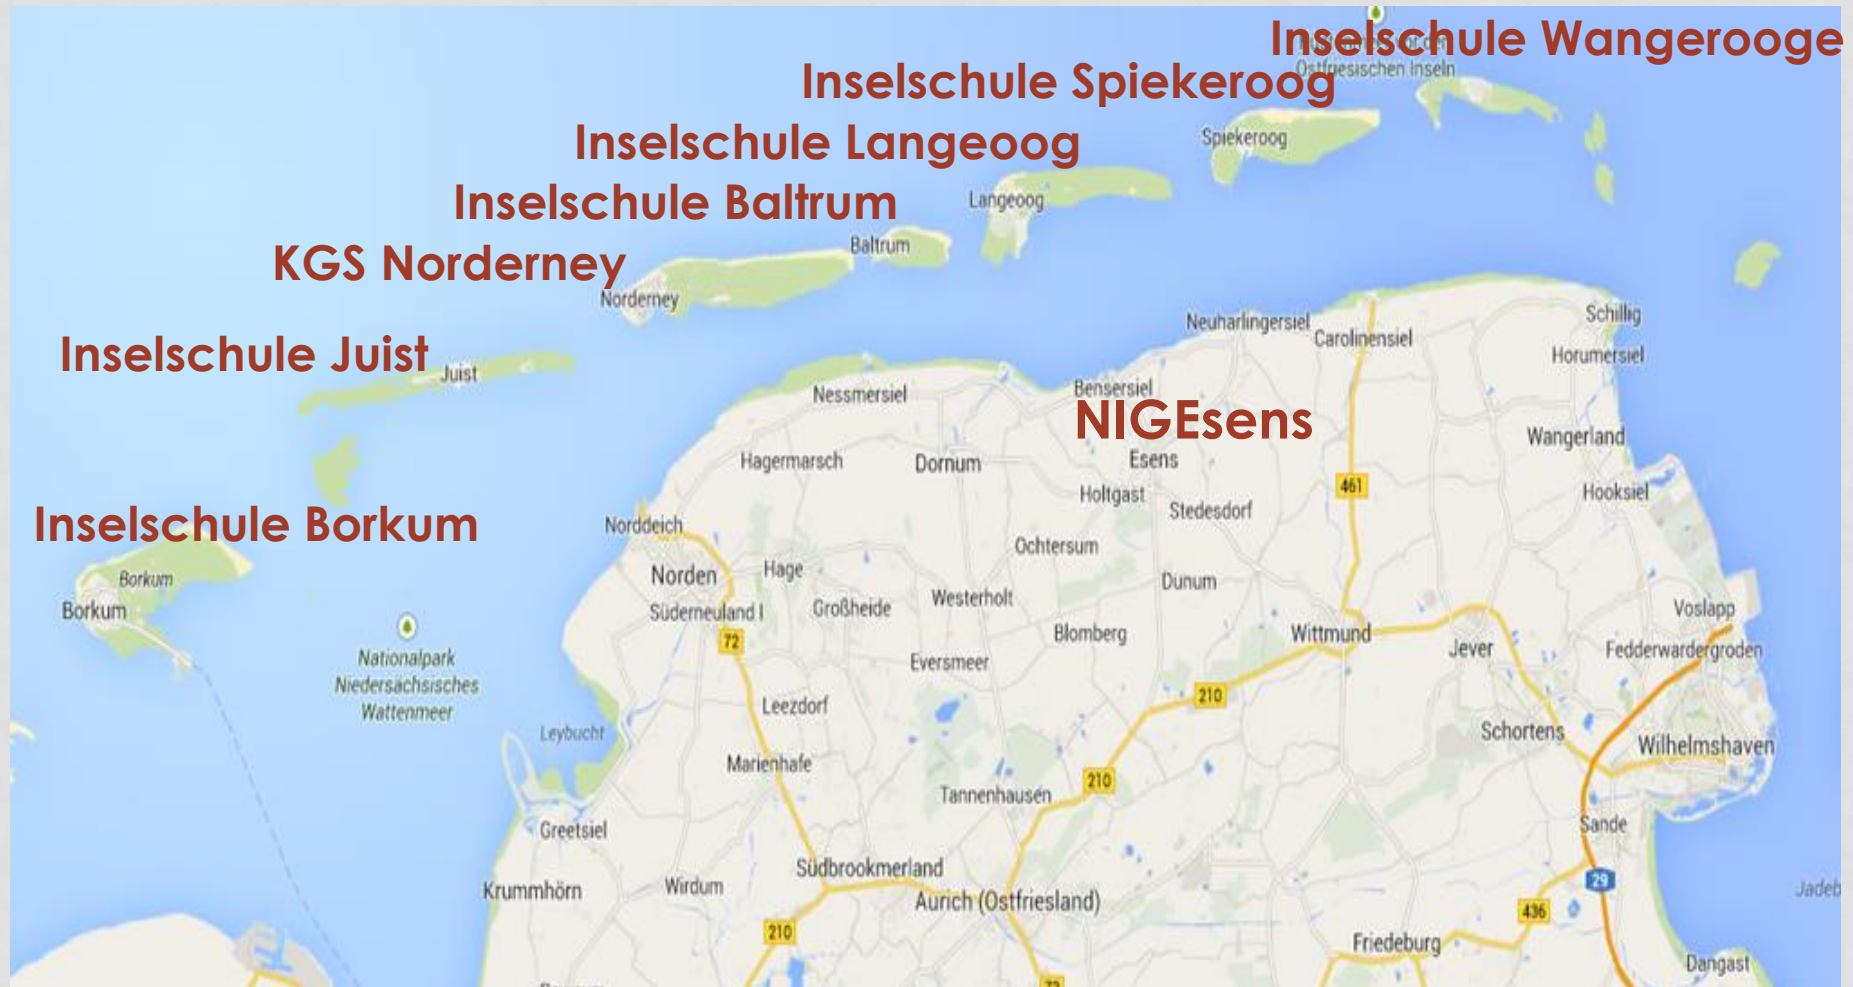 Inselschule Wangerooge
Ostfriesischen Inseln
Inselschule Spiekeroog
Spiekeroog
Inselschule Langeoog
Langeoog
Inselschule Baltrum
Baltrum
KGS Norderney
Norderney
Inselschule Juist
Juist
Neuharlingersiel
Carolinensiel
Schillig
Horumersiel
Nessmersiel
Bensersiel
NIGEsens
Esens
Wangerland
Hagermarsch
Dornum
Holtgast
Stedesdorf
461
Hooksiel
Inselschule Borkum
Borkum
Borkum
Norddeich
Ochtersum
Norden
Hage
Dunum
Westerholt
Süderneuland I
Großheide
72
Blomberg
Wittmund
Jever
Voslapp
Fedderwardergroden
Nationalpark
Niedersächsisches
Wattenmeer
Eversmeer
210
Leezdorf
Leybucht
Schortens
Wilhelmshaven
Marienhafe
210
Tannenhausen
Greetsiel
Sande
Südbrookmerland
Krummhörn
Wirdum
Aurich (Ostfriesland)
29
Jadeb
436
210
Friedeburg
Dangast
72